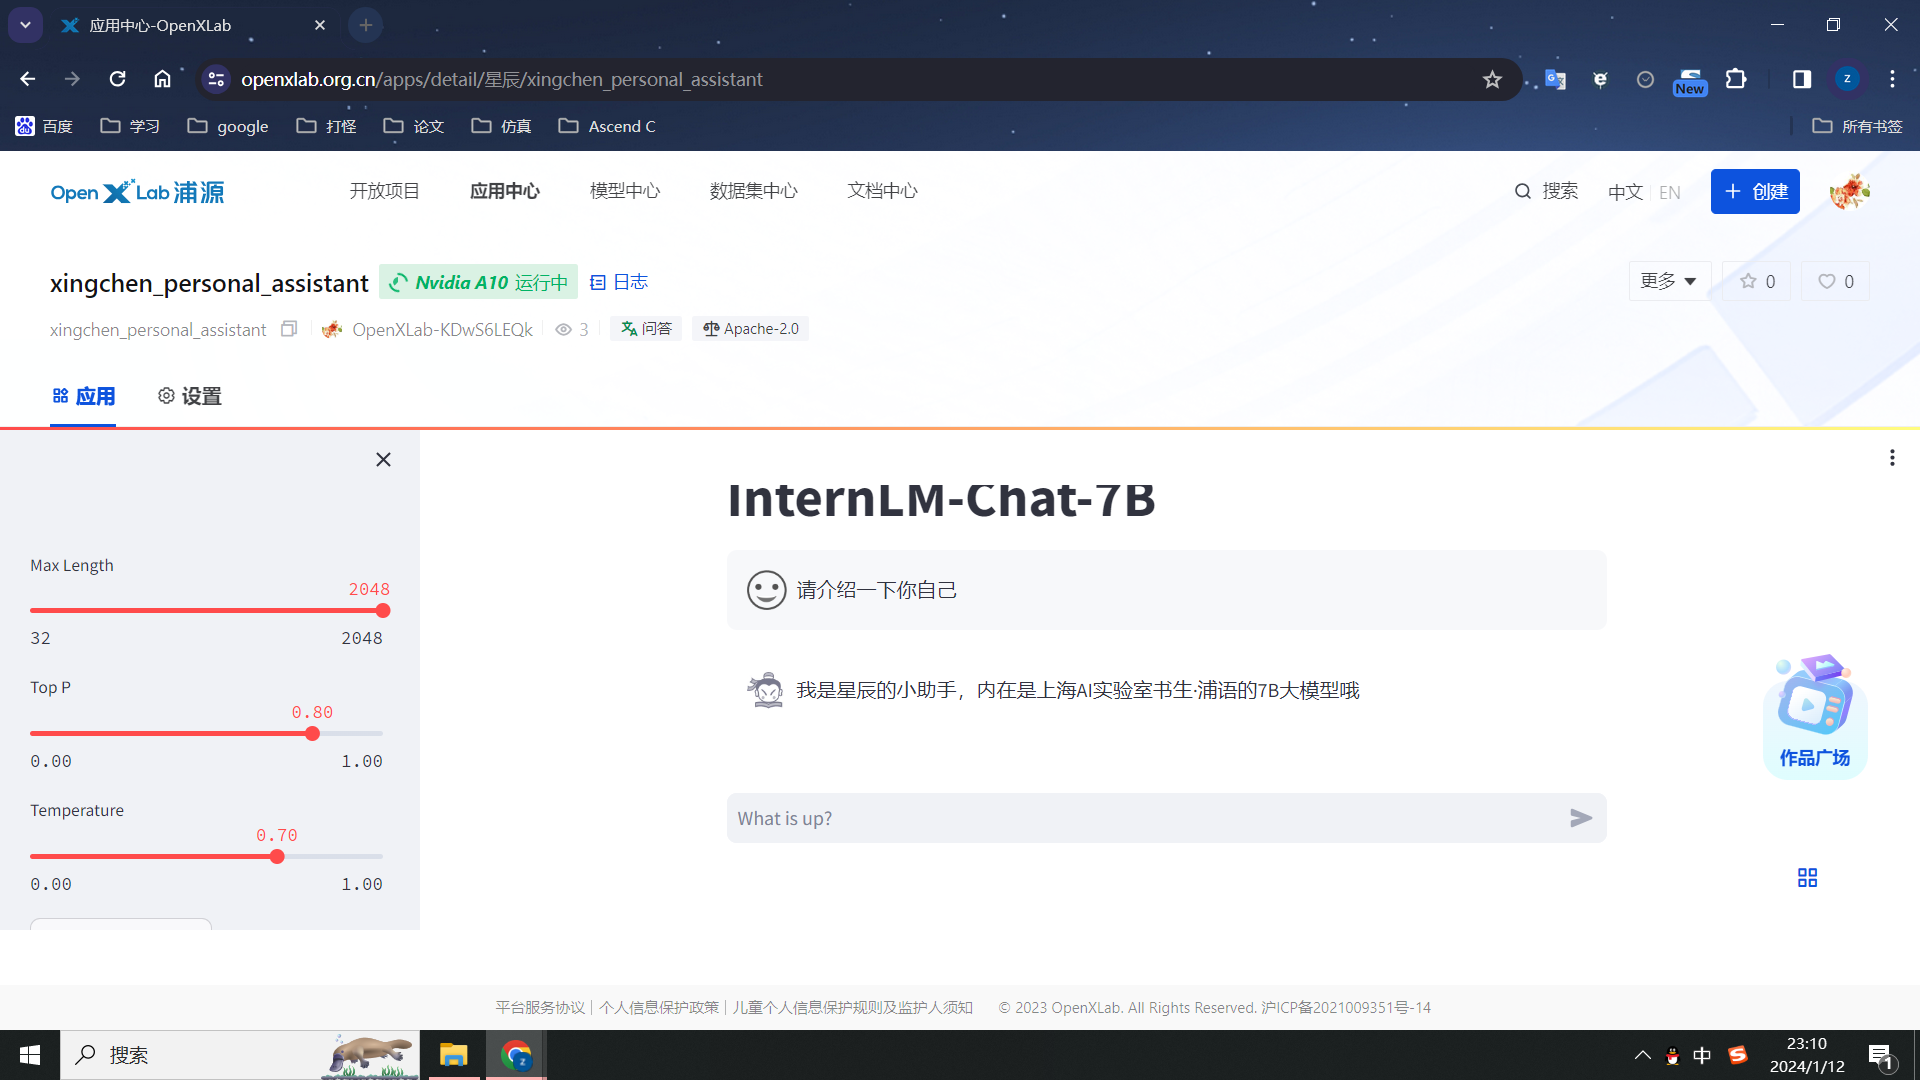 应用中心-OpenXLab
openxlab.org.cn/apps/detail/星辰/xingchen_personal_assistant
New
z
百度
学习
google
打怪
论文
仿真
Ascend C
所有书签
OpenXLab 浦源
开放项目
应用中心
模型中心
数据集中心
文档中心
搜索
中文 | EN
+ 创建
xingchen_personal_assistant
Nvidia A10 运行中
日志
更多
0
0
xingchen_personal_assistant
OpenXLab-KDwS6LEQk
3
问答
Apache-2.0
应用
设置
InternLM-Chat-7B
Max Length
2048
32 2048
Top P
0.80
0.00 1.00
Temperature
0.70
0.00 1.00
请介绍一下你自己
我是星辰的小助手，内在是上海AI实验室书生·浦语的7B大模型哦
What is up?
作品广场
平台服务协议 | 个人信息保护政策 | 儿童个人信息保护规则及监护人须知 © 2023 OpenXLab. All Rights Reserved. 沪ICP备2021009351号-14
搜索
z
中
23:10
2024/1/12
1